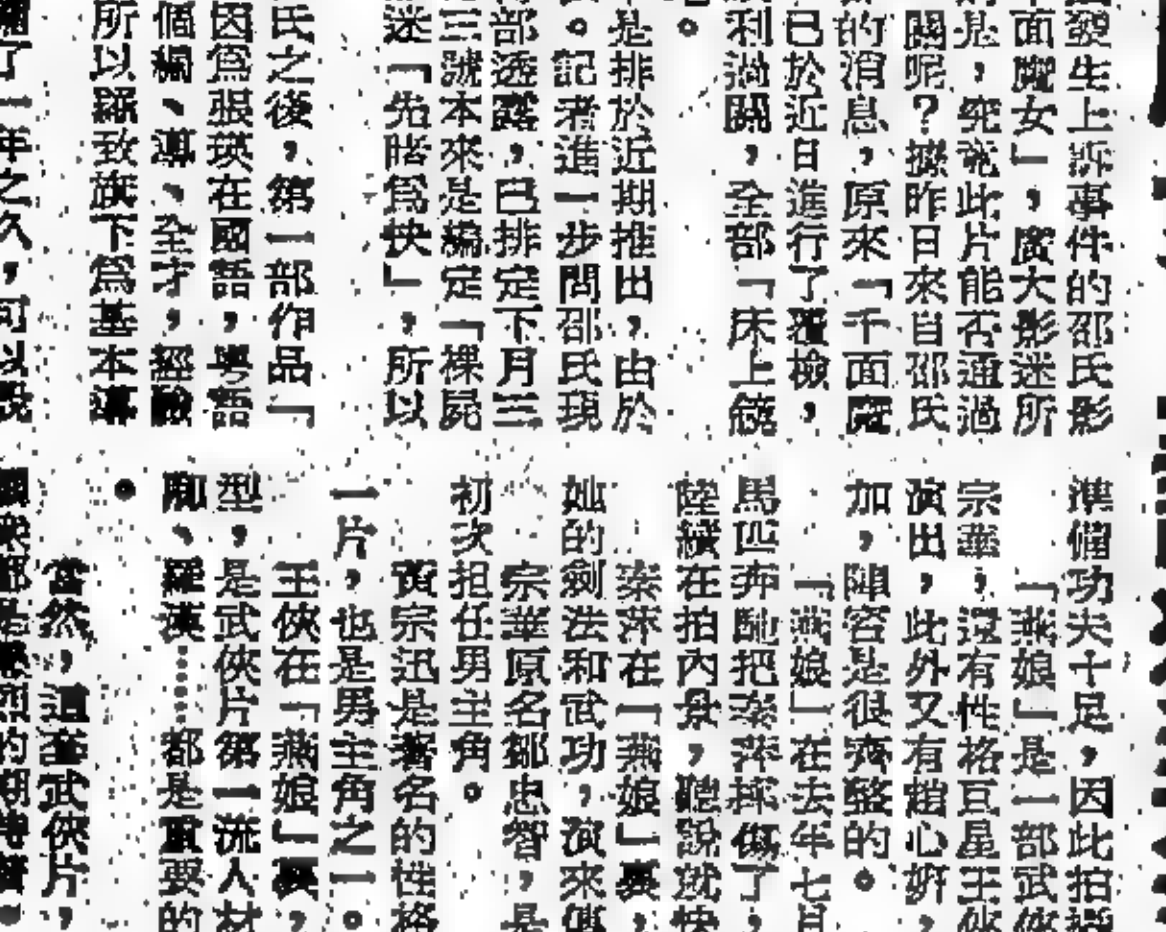 發生上訴事件的邵氏影
面魔女」，廣大影迷所
見，究竟此片能否通過
關呢？據昨日來自邵氏
的消息，原來「千面魔
已於近日進行了覆檢，
利過關，全部「床上
是排於近期推出，由於
。記者進一步問邵氏現
部透露，已排定下月三
三號本來是編定「裸屍
迷「先睹爲快」，所以
氏之後，第一部作品「
因爲張瑛在國語，粵語
個編、導、全才，經驗
所以羅致旗下爲基本導
了一年之久，可以說
準備功夫十足，因此拍
「燕娘」是一部武俠
宗華，還有性格巨星王俠
演出，此外又有趙心妍，
加，陣容是很齊整的。
「燕娘」在去年七月
馬匹奔馳把秦萍摔傷了，
陸續在拍內景，聽說就快
秦萍在「燕娘」裏，
她的劍法和武功，演來
宗華原名鄒忠智，是
初次担任男主角。
黃宗迅是著名的性格
一片，也是男主角之一。
王俠在「燕娘」裏，
型，是武俠片第一流人材
、羅漢……都是重要的
。
當然，這套武俠片，